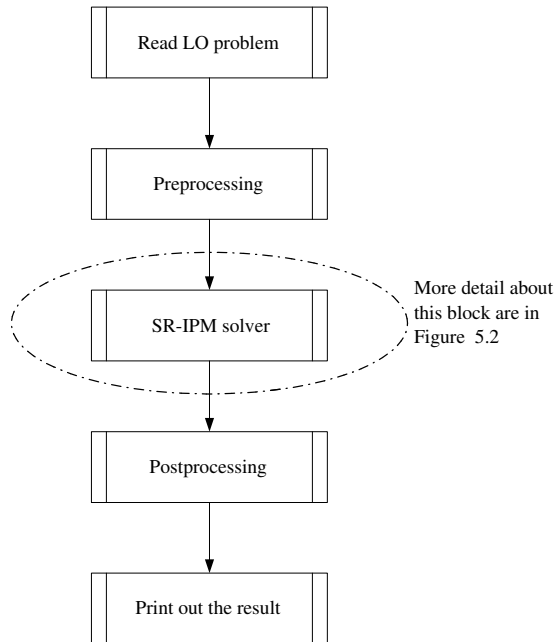 Read LO problem
Preprocessing
SR-IPM solver
More detail about
this block are in
Figure 5.2
Postprocessing
Print out the result